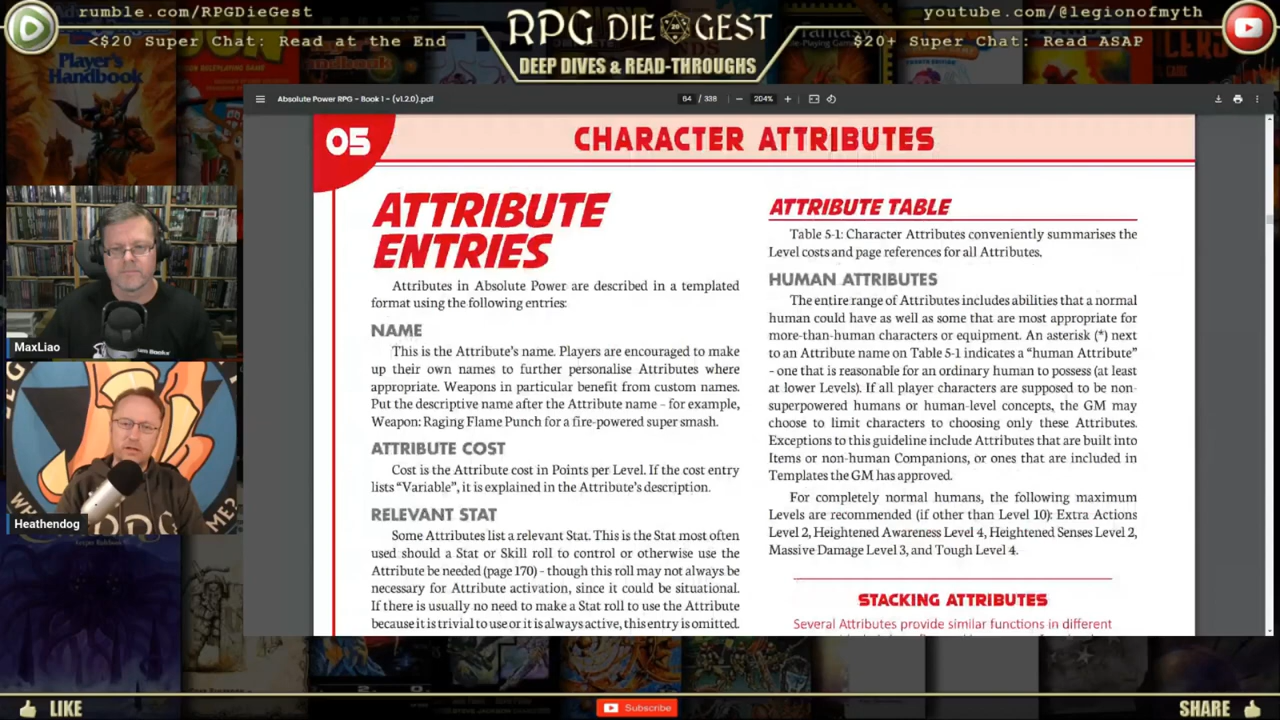 rumble.com/RPGDieGest
<$20 Super Chat: Read at the End
RPG DIE GEST
DEEP DIVES & READ-THROUGHS
youtube.com/@legionofmyth
$20+ Super Chat: Read ASAP
Player's
Handbook
Absolute Power RPG - Book 1 - (v1.2.0).pdf
64 / 338
204%
05
CHARACTER ATTRIBUTES
ATTRIBUTE
ENTRIES
Attributes in Absolute Power are described in a templated
format using the following entries:
NAME
This is the Attribute's name. Players are encouraged to make
up their own names to further personalise Attributes where
appropriate. Weapons in particular benefit from custom names.
Put the descriptive name after the Attribute name – for example,
Weapon: Raging Flame Punch for a fire-powered super smash.
ATTRIBUTE COST
Cost is the Attribute cost in Points per Level. If the cost entry
lists "Variable", it is explained in the Attribute's description.
RELEVANT STAT
Some Attributes list a relevant Stat. This is the Stat most often
used should a Stat or Skill roll to control or otherwise use the
Attribute be needed (page 170) – though this roll may not always be
necessary for Attribute activation, since it could be situational.
If there is usually no need to make a Stat roll to use the Attribute
because it is trivial to use or it is always active, this entry is omitted.
ATTRIBUTE TABLE
Table 5-1: Character Attributes conveniently summarises the
Level costs and page references for all Attributes.
HUMAN ATTRIBUTES
The entire range of Attributes includes abilities that a normal
human could have as well as some that are most appropriate for
more-than-human characters or equipment. An asterisk (*) next
to an Attribute name on Table 5-1 indicates a "human Attribute"
– one that is reasonable for an ordinary human to possess (at least
at lower Levels). If all player characters are supposed to be non-
superpowered humans or human-level concepts, the GM may
choose to limit characters to choosing only these Attributes.
Exceptions to this guideline include Attributes that are built into
Items or non-human Companions, or ones that are included in
Templates the GM has approved.
For completely normal humans, the following maximum
Levels are recommended (if other than Level 10): Extra Actions
Level 2, Heightened Awareness Level 4, Heightened Senses Level 2,
Massive Damage Level 3, and Tough Level 4.
STACKING ATTRIBUTES
Several Attributes provide similar functions in different
MaxLiao
Heathendog
LIKE
Subscribe
SHARE